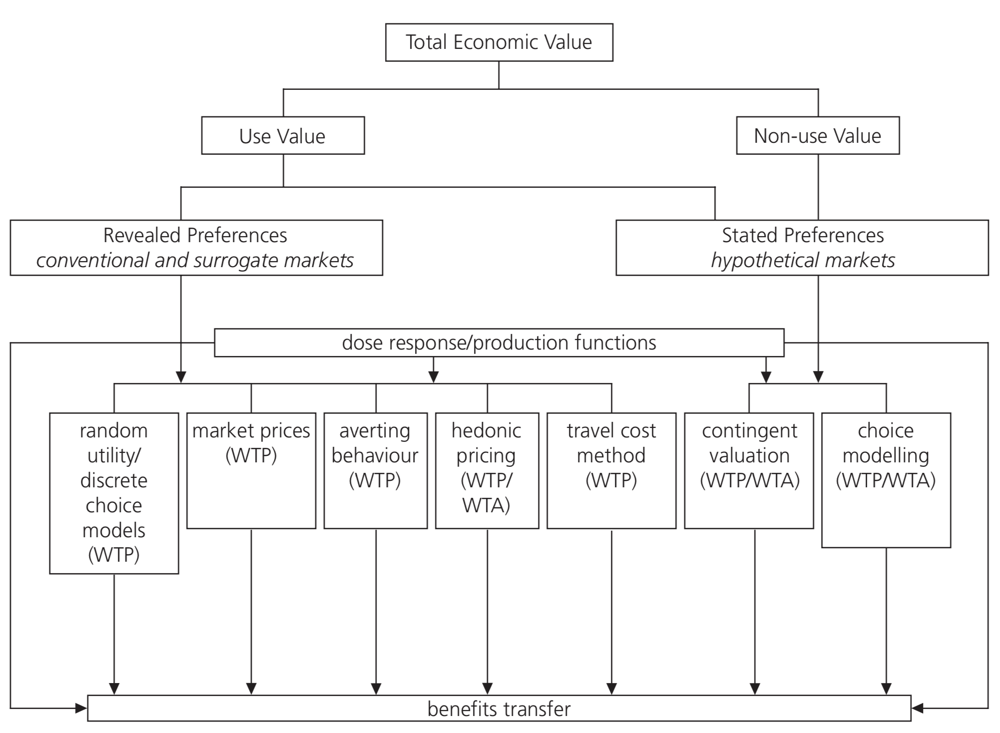 Total Economic Value
Use Value
Non-use Value
Revealed Preferences
conventional and surrogate markets
Stated Preferences
hypothetical markets
dose response/production functions
random
utility/
discrete
choice
models
(WTP)
market prices
(WTP)
averting
behaviour
(WTP)
hedonic
pricing
(WTP/
WTA)
travel cost
method
(WTP)
contingent
valuation
(WTP/WTA)
choice
modelling
(WTP/WTA)
benefits transfer